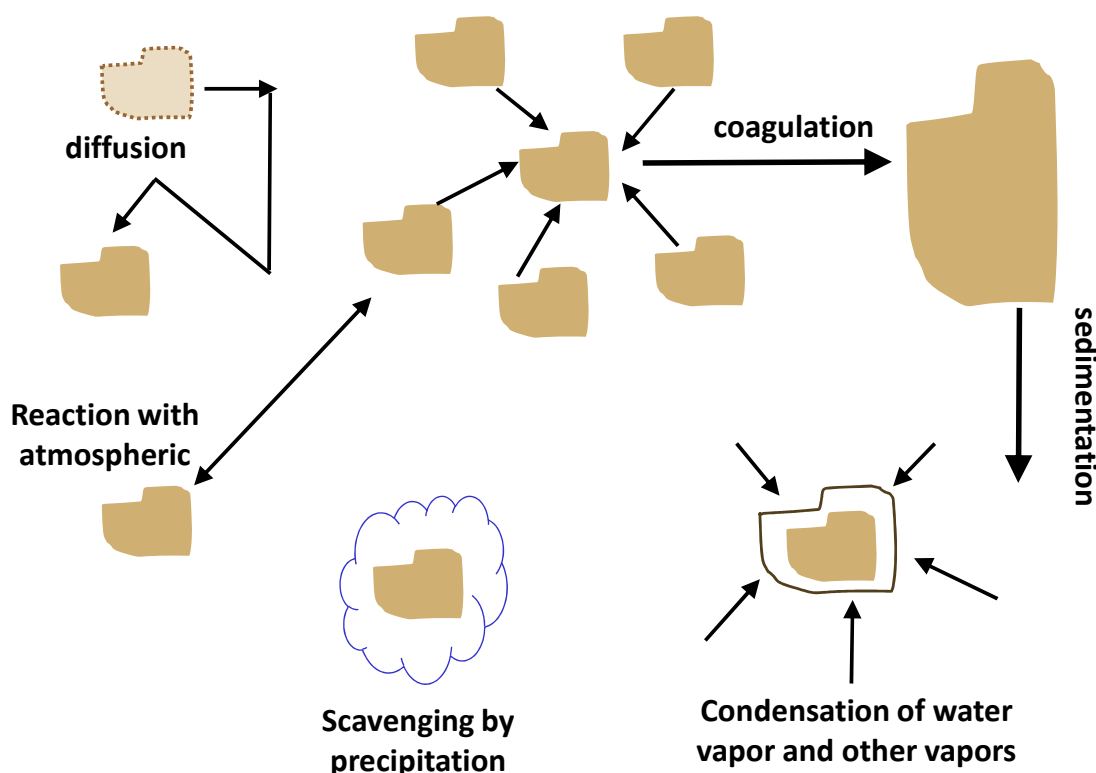 diffusion
coagulation
sedimentation
Reaction with
atmospheric
Scavenging by
precipitation
Condensation of water
vapor and other vapors